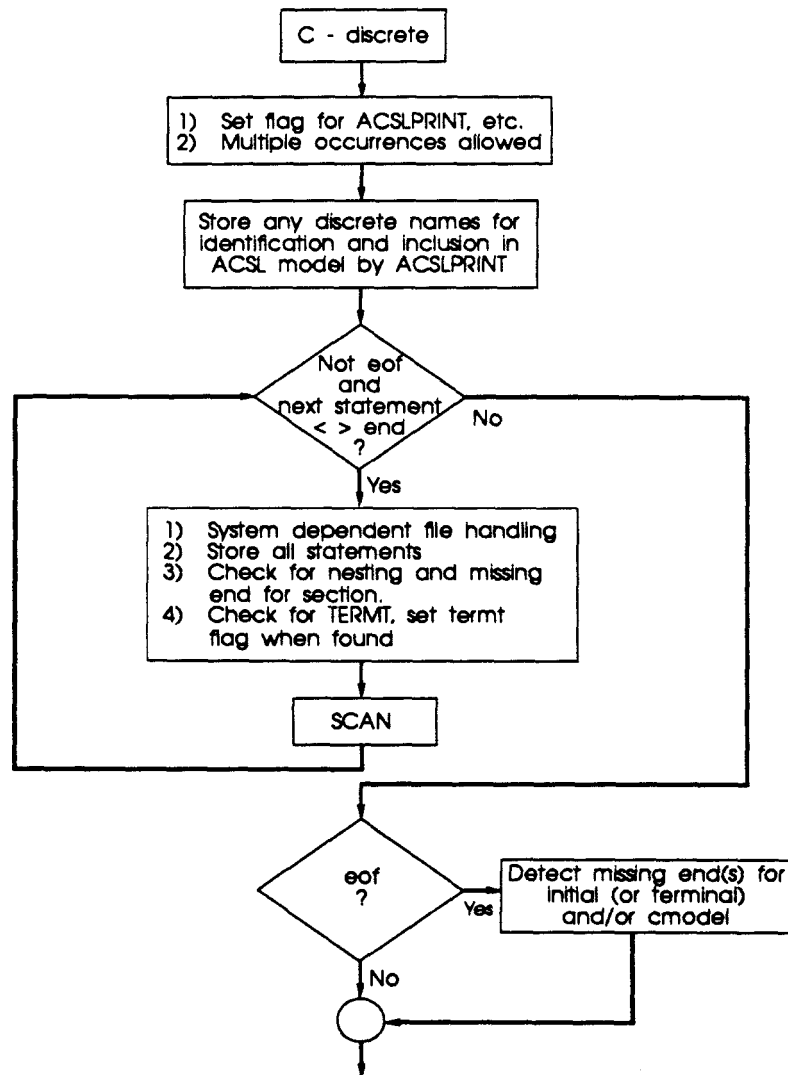 C - discrete
1) Set flag for ACSLPRINT, etc.
2) Multiple occurrences allowed
Store any discrete names for
identification and inclusion in
ACSL model by ACSLPRINT
Not eof
and
next statement
< > end
?
No
Yes
1) System dependent file handling
2) Store all statements
3) Check for nesting and missing
end for section.
4) Check for TERMT, set termt
flag when found
SCAN
eof
?
Yes
Detect missing end(s) for
initial (or terminal)
and/or cmodel
No